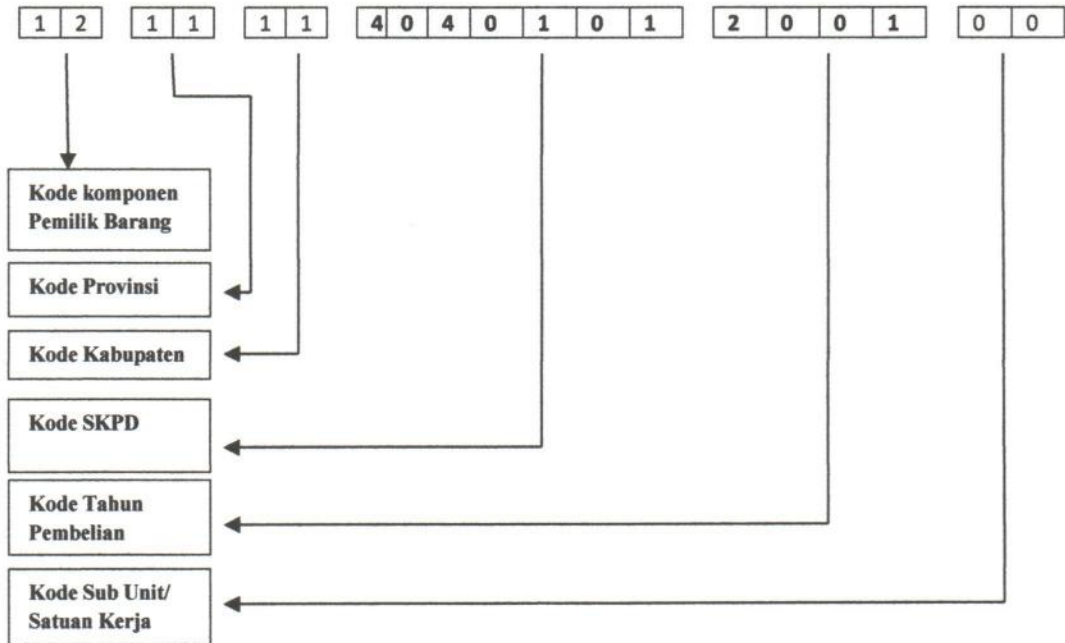 1 2 1 1 1 1 4 0 4 0 1 0 1 2 0 0 1 0 0
Kode komponen
Pemilik Barang
Kode Provinsi
Kode Kabupaten
Kode SKPD
Kode Tahun
Pembelian
Kode Sub Unit/
Satuan Kerja